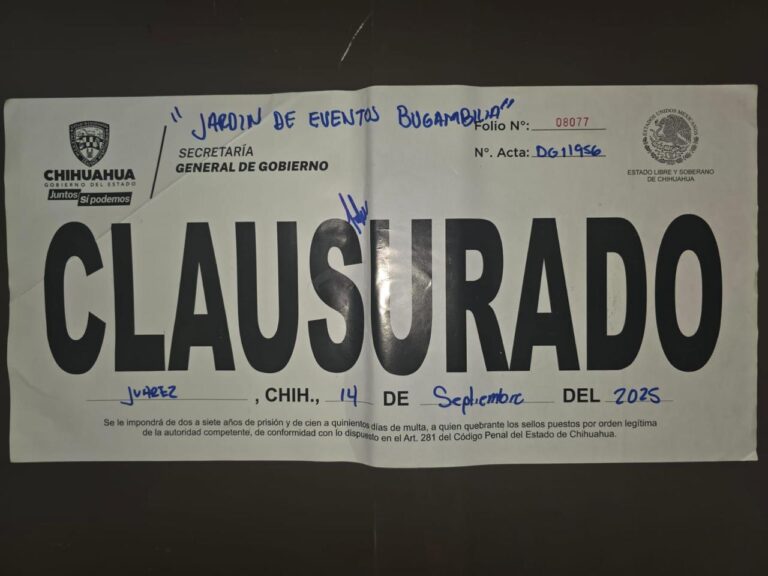 "JARDIN DE EVENTOS BUGAMBILIA"
CHIHUAHUA
GOBIERNO DEL ESTADO
Juntos Sí podemos
SECRETARÍA
GENERAL DE GOBIERNO
Folio N°: 08077
N°. Acta: DG11956
ESTADOS UNIDOS MEXICANOS
ESTADO LIBRE Y SOBERANO
DE CHIHUAHUA
CLAUSURADO
JUAREZ, CHIH., 14 DE Septiembre DEL 2025
Se le impondrá de dos a siete años de prisión y de cien a quinientos días de multa, a quien quebrante los sellos puestos por orden legítima
de la autoridad competente, de conformidad con lo dispuesto en el Art. 281 del Código Penal del Estado de Chihuahua.